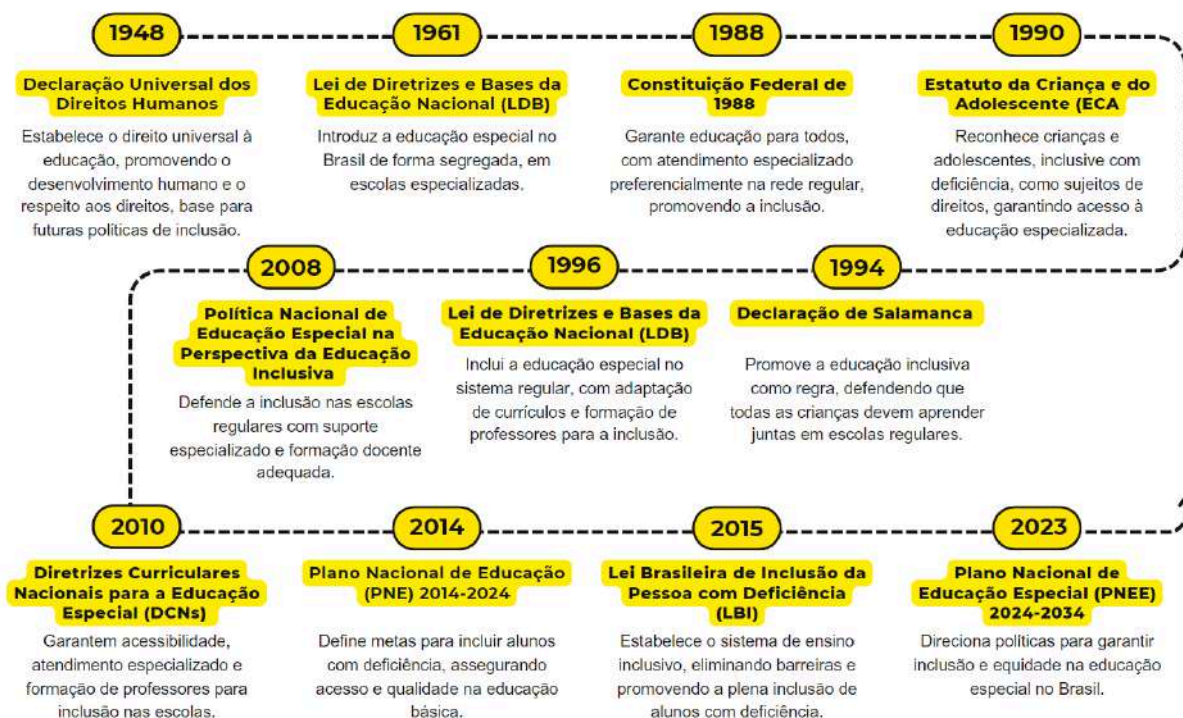 1948
Declaração Universal dos
Direitos Humanos
Estabelece o direito universal à
educação, promovendo o
desenvolvimento humano e o
respeito aos direitos, base para
futuras políticas de inclusão.
1961
Lei de Diretrizes e Bases da
Educação Nacional (LDB)
Introduz a educação especial no
Brasil de forma segregada, em
escolas especializadas.
1988
Constituição Federal de
1988
Garante educação para todos,
com atendimento especializado
preferencialmente na rede regular,
promovendo a inclusão.
1990
Estatuto da Criança e do
Adolescente (ECA
Reconhece crianças e
adolescentes, inclusive com
deficiência, como sujeitos de
direitos, garantindo acesso à
educação especializada.
1994
Declaração de Salamanca
Promove a educação inclusiva
como regra, defendendo que
todas as crianças devem aprender
juntas em escolas regulares.
1996
Lei de Diretrizes e Bases da
Educação Nacional (LDB)
Inclui a educação especial no
sistema regular, com adaptação
de currículos e formação de
professores para a inclusão.
2008
Política Nacional de
Educação Especial na
Perspectiva da Educação
Inclusiva
Defende a inclusão nas escolas
regulares com suporte
especializado e formação docente
adequada.
2010
Diretrizes Curriculares
Nacionais para a Educação
Especial (DCNs)
Garantem acessibilidade,
atendimento especializado e
formação de professores para
inclusão nas escolas.
2014
Plano Nacional de Educação
(PNE) 2014-2024
Define metas para incluir alunos
com deficiência, assegurando
acesso e qualidade na educação
básica.
2015
Lei Brasileira de Inclusão da
Pessoa com Deficiência
(LBI)
Estabelece o sistema de ensino
inclusivo, eliminando barreiras e
promovendo a plena inclusão de
alunos com deficiência.
2023
Plano Nacional de
Educação Especial (PNEE)
2024-2034
Direciona políticas para garantir
inclusão e equidade na educação
especial no Brasil.